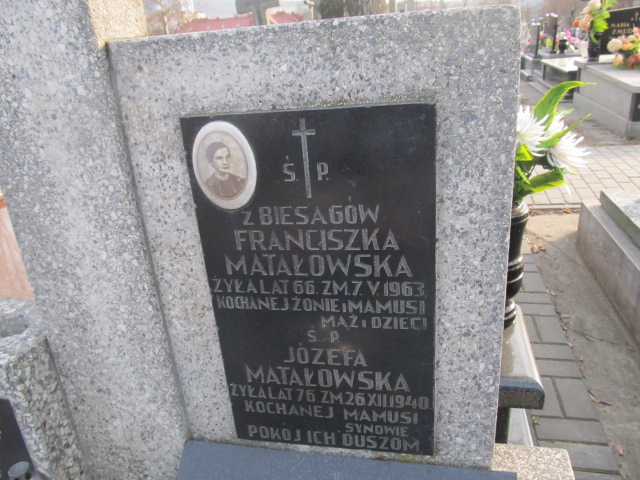 Ś. P.
Z BIESAGÓW
FRANCISZKA
MATAŁOWSKA
ŻYŁA LAT 66. ZM. 7 V 1963.
KOCHANEJ ŻONIE I MAMUSI
MĄŻ I DZIECI
Ś. P.
JÓZEFA
MATAŁOWSKA
ŻYŁA LAT 76 ZM. 26 XII. 1940.
KOCHANEJ MAMUSI
SYNOWIE
POKÓJ ICH DUSZOM
MARIA